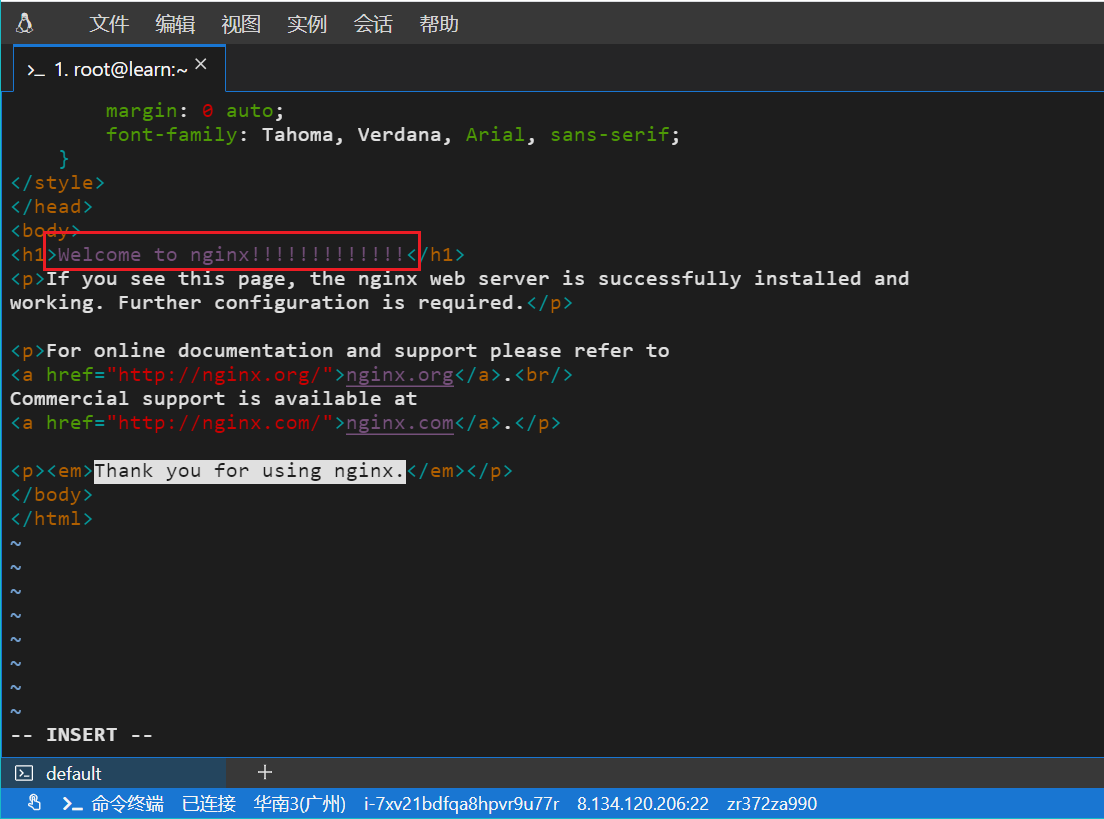 文件 编辑 视图 实例 会话 帮助
>_ 1. root@learn:~ ×
margin: 0 auto;
font-family: Tahoma, Verdana, Arial, sans-serif;
}
</style>
</head>
<body>
<h1>Welcome to nginx!!!!!!!!!!!!!</h1>
<p>If you see this page, the nginx web server is successfully installed and
working. Further configuration is required.</p>
<p>For online documentation and support please refer to
<a href="http://nginx.org/">nginx.org</a>.<br/>
Commercial support is available at
<a href="http://nginx.com/">nginx.com</a>.</p>
<p><em>Thank you for using nginx.</em></p>
</body>
</html>
~
~
~
~
~
~
~
~
-- INSERT --
default +
>_ 命令终端 已连接 华南3(广州) i-7xv21bdfqa8hpvr9u77r 8.134.120.206:22 zr372za990